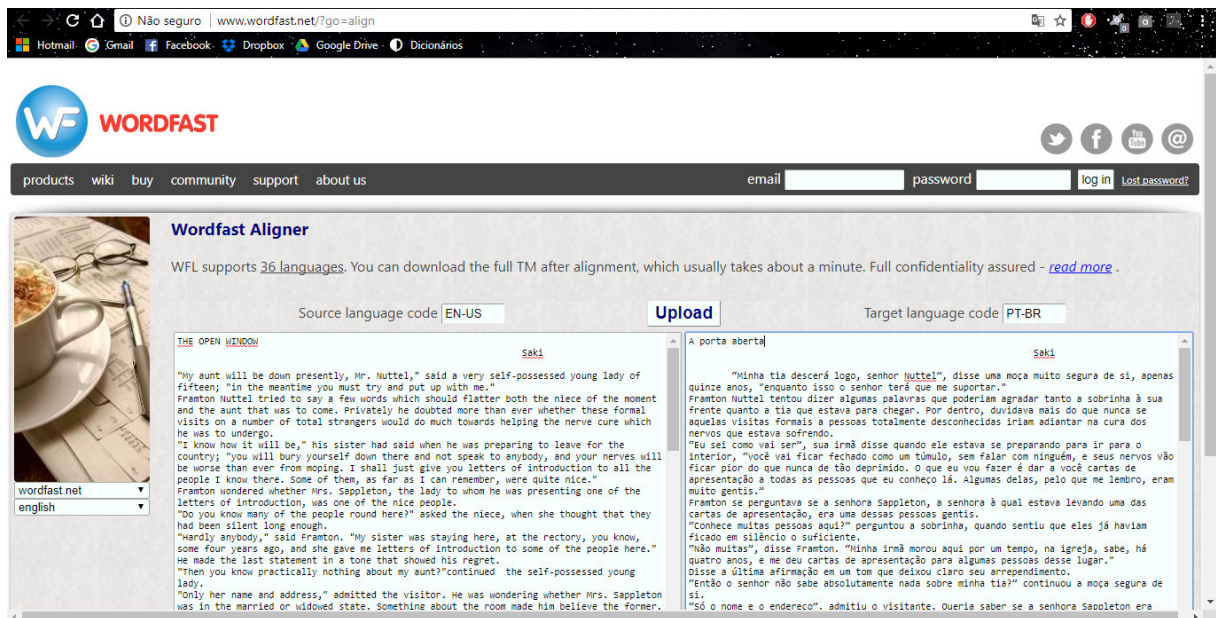 Não seguro | www.wordfast.net/?go=align
Hotmail Gmail Facebook Dropbox Google Drive Dicionários
WF WORDFAST
You Tube @
products wiki buy community support about us email password log in Lost password?
Wordfast Aligner
WFL supports 36 languages. You can download the full TM after alignment, which usually takes about a minute. Full confidentiality assured - read more .
Source language code EN-US Upload Target language code PT-BR
THE OPEN WINDOW
Saki
"My aunt will be down presently, Mr. Nuttel," said a very self-possessed young lady of
fifteen; "in the meantime you must try and put up with me."
Framton Nuttel tried to say a few words which should flatter both the niece of the moment
and the aunt that was to come. Privately he doubted more than ever whether these formal
visits on a number of total strangers would do much towards helping the nerve cure which
he was to undergo.
"I know how it will be," his sister had said when he was preparing to leave for the
country; "you will bury yourself down there and not speak to anybody, and your nerves will
be worse than ever from moping. I shall just give you letters of introduction to all the
people I know there. Some of them, as far as I can remember, were quite nice."
Framton wondered whether Mrs. Sappleton, the lady to whom he was presenting one of the
letters of introduction, was one of the nice people.
"Do you know many of the people round here?" asked the niece, when she thought that they
had been silent long enough.
"Hardly anybody," said Framton. "My sister was staying here, at the rectory, you know,
some four years ago, and she gave me letters of introduction to some of the people here."
He made the last statement in a tone that showed his regret.
"Then you know practically nothing about my aunt?"continued the self-possessed young
lady.
"Only her name and address," admitted the visitor. He was wondering whether Mrs. Sappleton
was in the married or widowed state. Something about the room made him believe the former.
A porta aberta
Saki
"Minha tia descerá logo, senhor Nuttel", disse uma moça muito segura de si, apenas
quinze anos, "enquanto isso o senhor terá que me suportar."
Framton Nuttel tentou dizer algumas palavras que poderiam agradar tanto a sobrinha à sua
frente quanto a tia que estava para chegar. Por dentro, duvidava mais do que nunca se
aquelas visitas formais a pessoas totalmente desconhecidas iriam adiantar na cura dos
nervos que estava sofrendo.
"Eu sei como vai ser", sua irmã disse quando ele estava se preparando para ir para o
interior, "você vai ficar fechado como um túmulo, sem falar com ninguém, e seus nervos vão
ficar pior do que nunca de tão deprimido. O que eu vou fazer é dar a você cartas de
apresentação a todas as pessoas que eu conheço lá. Algumas delas, pelo que me lembro, eram
muito gentis."
Framton se perguntava se a senhora Sappleton, a senhora à qual estava levando uma das
cartas de apresentação, era uma dessas pessoas gentis.
"Conhece muitas pessoas aqui?" perguntou a sobrinha, quando sentiu que eles já haviam
ficado em silêncio o suficiente.
"Não muitas", disse Framton. "Minha irmã morou aqui por um tempo, na igreja, sabe, há
quatro anos, e me deu cartas de apresentação para algumas pessoas desse lugar."
Disse a última afirmação em um tom que deixou claro seu arrependimento.
"Então o senhor não sabe absolutamente nada sobre minha tia?" continuou a moça segura de
si.
"Só o nome e o endereço", admitiu o visitante. Queria saber se a senhora Sappleton era
wordfast.net
english